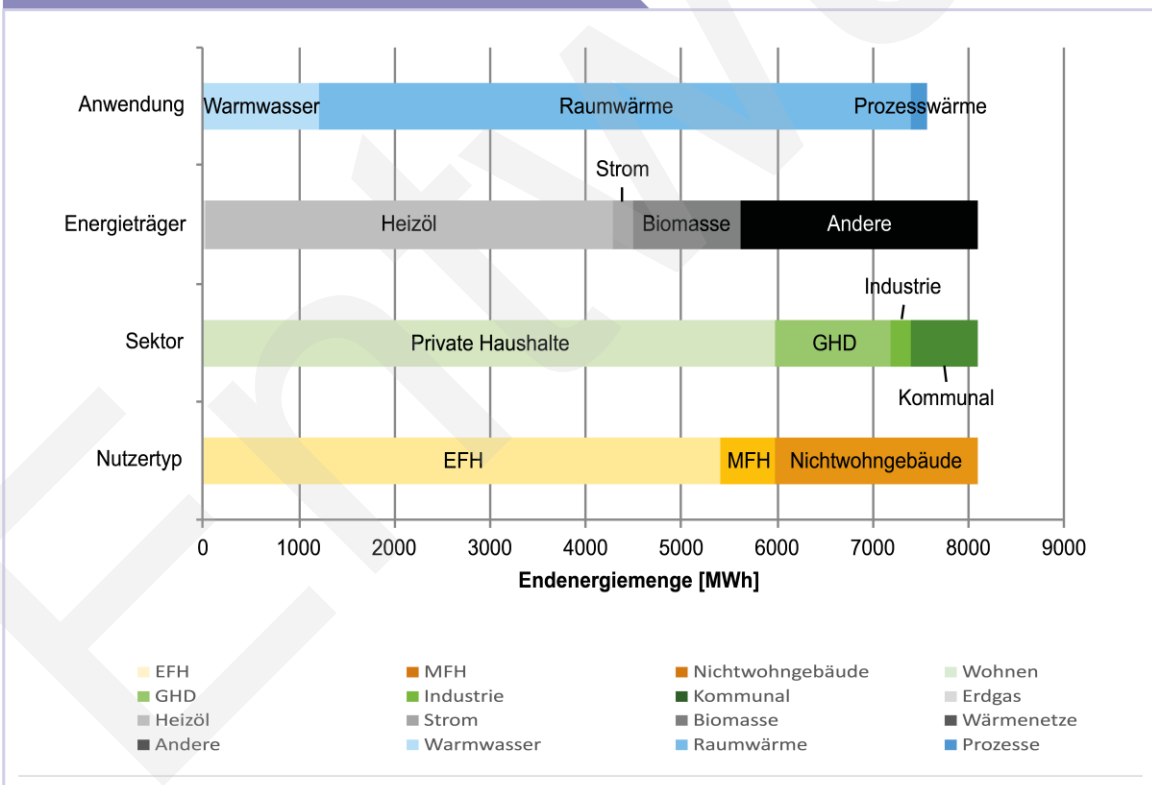 Anwendung
Warmwasser Raumwärme Prozesswärme
Strom
Energieträger
Heizöl Biomasse Andere
Industrie
Sektor
Private Haushalte GHD
Kommunal
Nutzertyp
EFH MFH Nichtwohngebäude
0 1000 2000 3000 4000 5000 6000 7000 8000 9000
Endenergiemenge [MWh]
EFH MFH Nichtwohngebäude Wohnen
GHD Industrie Kommunal Erdgas
Heizöl Strom Biomasse Wärmenetze
Andere Warmwasser Raumwärme Prozesse